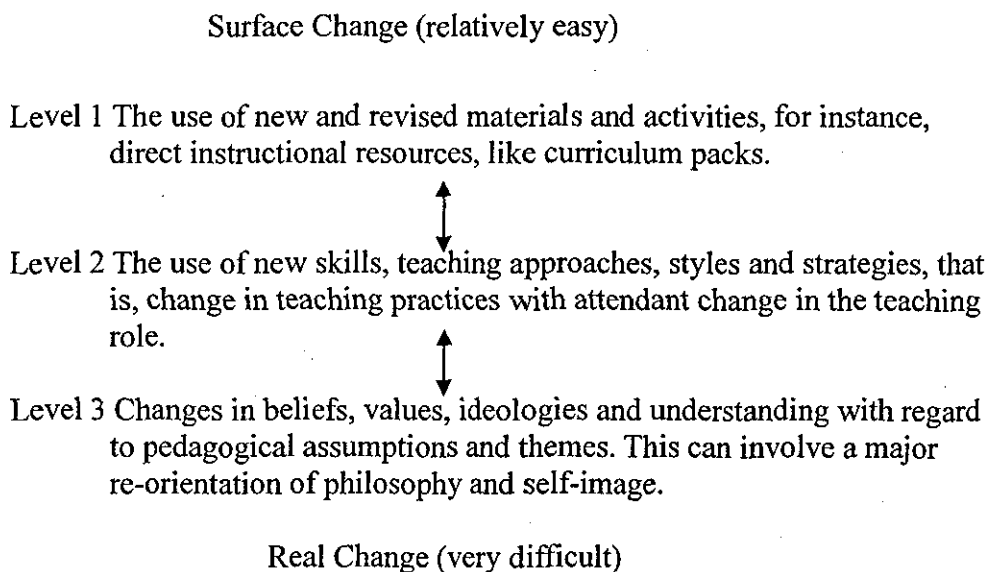 Surface Change (relatively easy)
Level 1 The use of new and revised materials and activities, for instance,
direct instructional resources, like curriculum packs.
Level 2 The use of new skills, teaching approaches, styles and strategies, that
is, change in teaching practices with attendant change in the teaching
role.
Level 3 Changes in beliefs, values, ideologies and understanding with regard
to pedagogical assumptions and themes. This can involve a major
re-orientation of philosophy and self-image.
Real Change (very difficult)